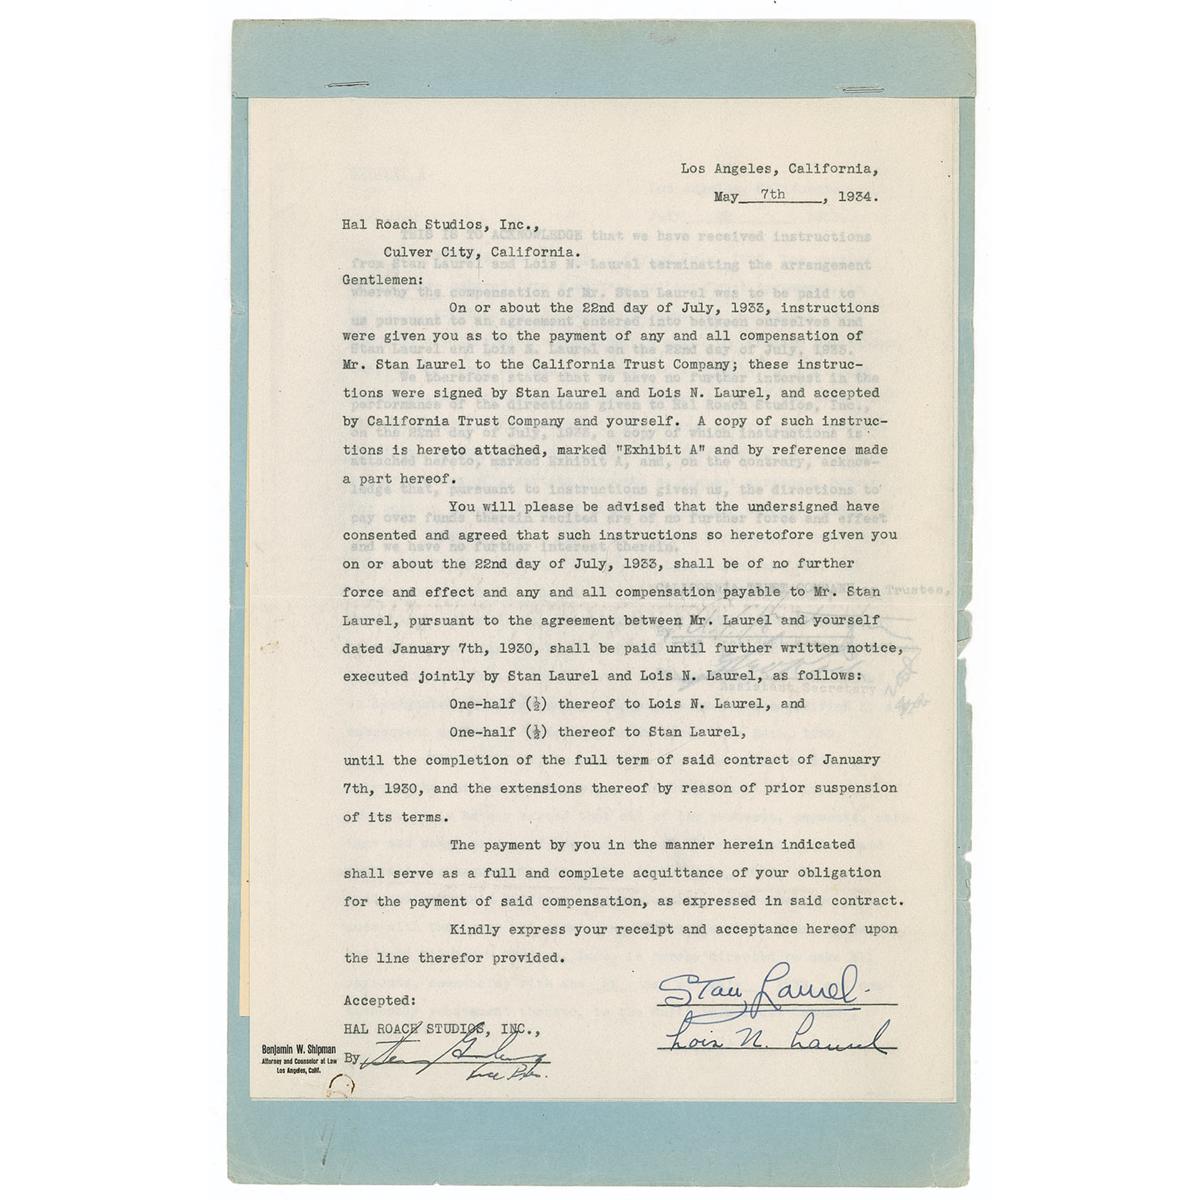 Los Angeles, California,
May 7th, 1934.
Hal Roach Studios, Inc.,
Culver City, California.
Gentlemen:
On or about the 22nd day of July, 1933, instructions
were given you as to the payment of any and all compensation of
Mr. Stan Laurel to the California Trust Company; these instruc-
tions were signed by Stan Laurel and Lois N. Laurel, and accepted
by California Trust Company and yourself. A copy of such instruc-
tions is hereto attached, marked "Exhibit A" and by reference made
a part hereof.
You will please be advised that the undersigned have
consented and agreed that such instructions so heretofore given you
on or about the 22nd day of July, 1933, shall be of no further
force and effect and any and all compensation payable to Mr. Stan
Laurel, pursuant to the agreement between Mr. Laurel and yourself
dated January 7th, 1930, shall be paid until further written notice,
executed jointly by Stan Laurel and Lois N. Laurel, as follows:
One-half (½) thereof to Lois N. Laurel, and
One-half (½) thereof to Stan Laurel,
until the completion of the full term of said contract of January
7th, 1930, and the extensions thereof by reason of prior suspension
of its terms.
The payment by you in the manner herein indicated
shall serve as a full and complete acquittance of your obligation
for the payment of said compensation, as expressed in said contract.
Kindly express your receipt and acceptance hereof upon
the line therefor provided.
Stan Laurel.
Lois N. Laurel
Accepted:
HAL ROACH STUDIOS, INC.,
By
Benjamin W. Shipman
Attorney and Counselor at Law
Los Angeles, Calif.